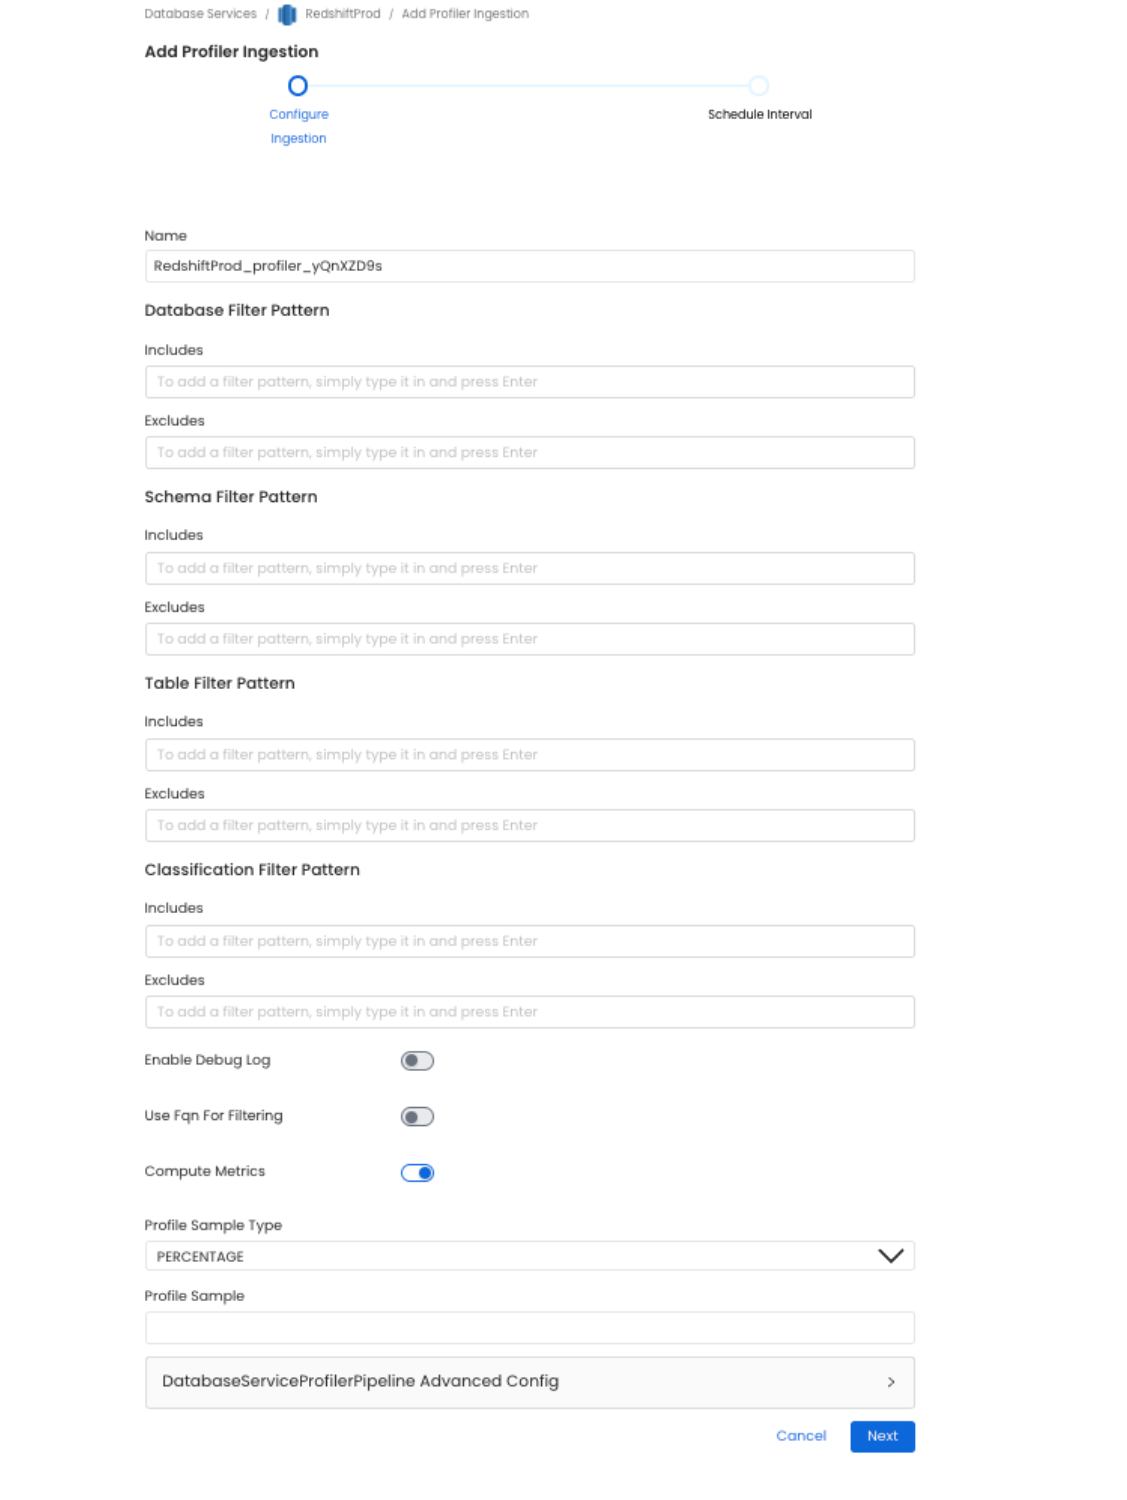 Database Services / RedshiftProd / Add Profiler Ingestion
Add Profiler Ingestion
Configure
Ingestion
Schedule Interval
Name
RedshiftProd_profiler_yQnXZD9s
Database Filter Pattern
Includes
To add a filter pattern, simply type it in and press Enter
Excludes
To add a filter pattern, simply type it in and press Enter
Schema Filter Pattern
Includes
To add a filter pattern, simply type it in and press Enter
Excludes
To add a filter pattern, simply type it in and press Enter
Table Filter Pattern
Includes
To add a filter pattern, simply type it in and press Enter
Excludes
To add a filter pattern, simply type it in and press Enter
Classification Filter Pattern
Includes
To add a filter pattern, simply type it in and press Enter
Excludes
To add a filter pattern, simply type it in and press Enter
Enable Debug Log
Use Fqn For Filtering
Compute Metrics
Profile Sample Type
PERCENTAGE
Profile Sample
DatabaseServiceProfilerPipeline Advanced Config
Cancel Next